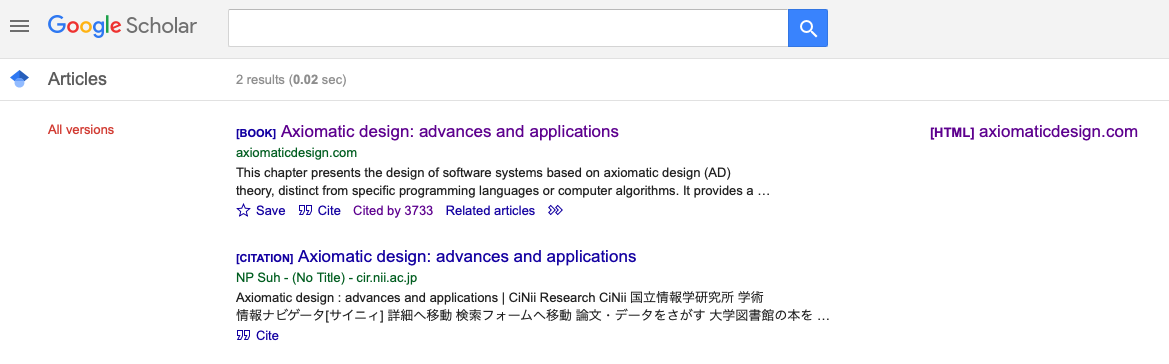 Google Scholar
Articles
2 results (0.02 sec)
All versions
[BOOK] Axiomatic design: advances and applications
[HTML] axiomaticdesign.com
axiomaticdesign.com
This chapter presents the design of software systems based on axiomatic design (AD)
theory, distinct from specific programming languages or computer algorithms. It provides a …
Save Cite Cited by 3733 Related articles
[CITATION] Axiomatic design: advances and applications
NP Suh - (No Title) - cir.nii.ac.jp
Axiomatic design : advances and applications | CiNii Research CiNii 国立情報学研究所 学術
情報ナビゲータ[サイニィ] 詳細へ移動 検索フォームへ移動 論文・データをさがす 大学図書館の本を …
Cite